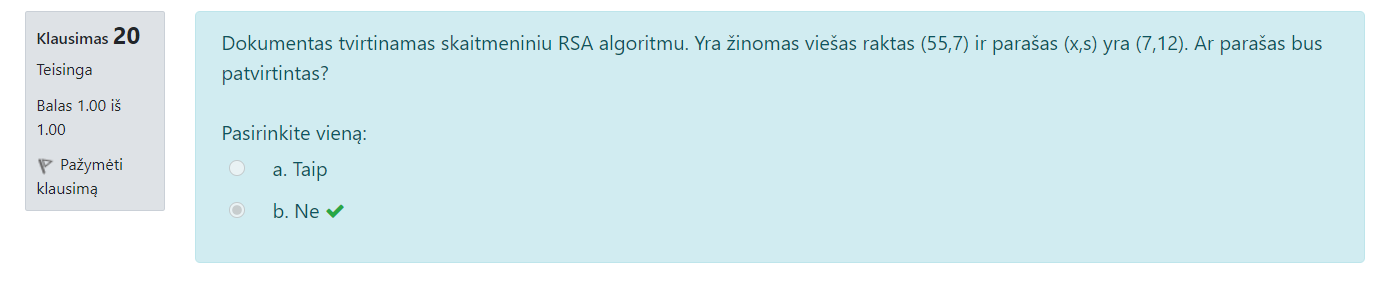 Klausimas 20
Teisinga
Balas 1.00 iš
1.00
Pažymėti
klausimą
Dokumentas tvirtinamas skaitmeniniu RSA algoritmu. Yra žinomas viešas raktas (55,7) ir parašas (x,s) yra (7,12). Ar parašas bus
patvirtintas?
Pasirinkite vieną:
a. Taip
b. Ne